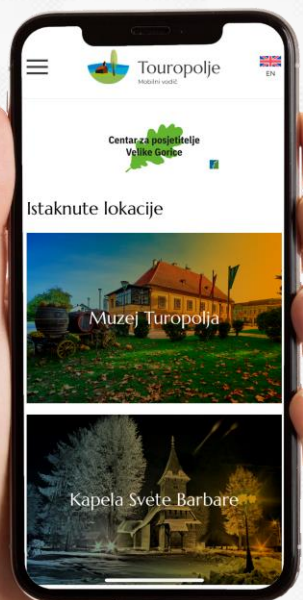 Touropolje
Mobilni vodič
EN
Centar za posjetitelje
Velike Gorice
Istaknute lokacije
Muzej Turopolja
Kapela Svete Barbare